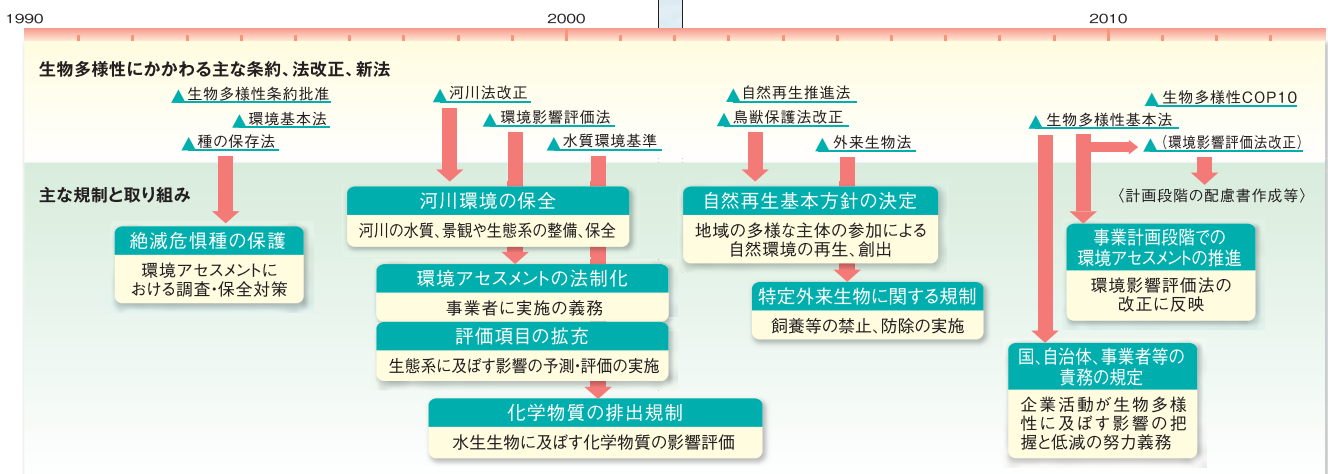 1990
2000
2010
生物多様性にかかわる主な条約、法改正、新法
▲生物多様性条約批准
▲環境基本法
▲種の保存法
▲河川法改正
▲環境影響評価法
▲水質環境基準
▲自然再生推進法
▲鳥獣保護法改正
▲外来生物法
▲生物多様性COP10
▲生物多様性基本法
▲(環境影響評価法改正)
〈計画段階の配慮書作成等〉
主な規制と取り組み
絶滅危惧種の保護
環境アセスメントに
おける調査・保全対策
河川環境の保全
河川の水質、景観や生態系の整備、保全
環境アセスメントの法制化
事業者に実施の義務
評価項目の拡充
生態系に及ぼす影響の予測・評価の実施
化学物質の排出規制
水生生物に及ぼす化学物質の影響評価
自然再生基本方針の決定
地域の多様な主体の参加による
自然環境の再生、創出
特定外来生物に関する規制
飼養等の禁止、防除の実施
事業計画段階での
環境アセスメントの推進
環境影響評価法の
改正に反映
国、自治体、事業者等の
責務の規定
企業活動が生物多様
性に及ぼす影響の把
握と低減の努力義務